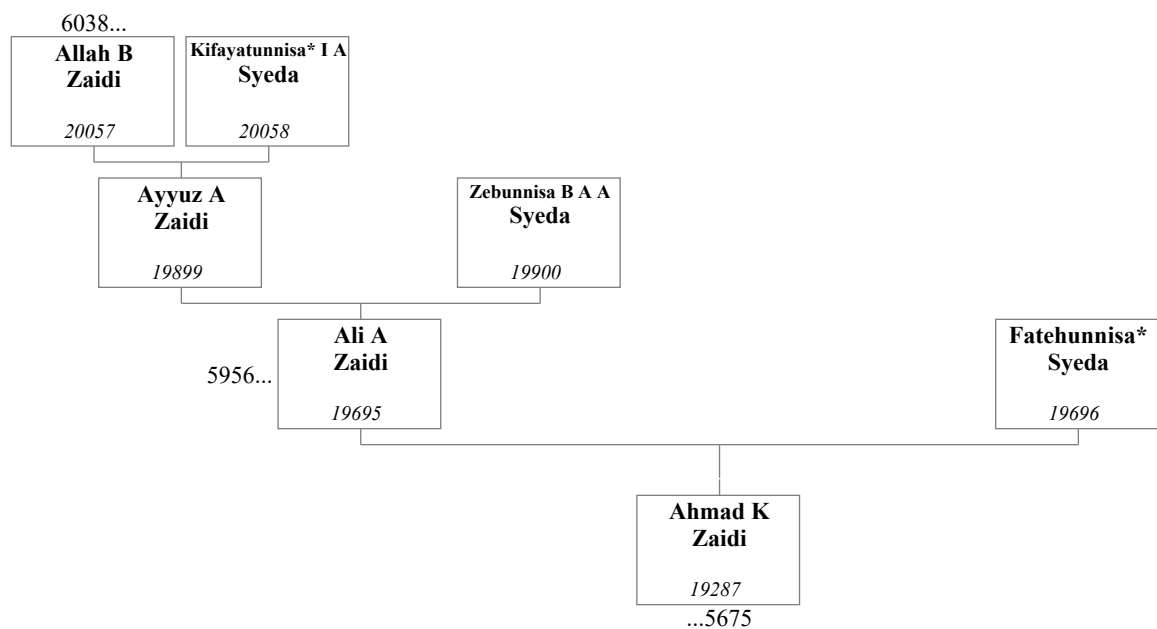 6038...
Allah B
Zaidi
20057
Kifayatunnisa* I A
Syeda
20058
Ayyuz A
Zaidi
19899
Zebunnisa B A A
Syeda
19900
5956...
Ali A
Zaidi
19695
Fatehunnisa*
Syeda
19696
Ahmad K
Zaidi
19287
...5675